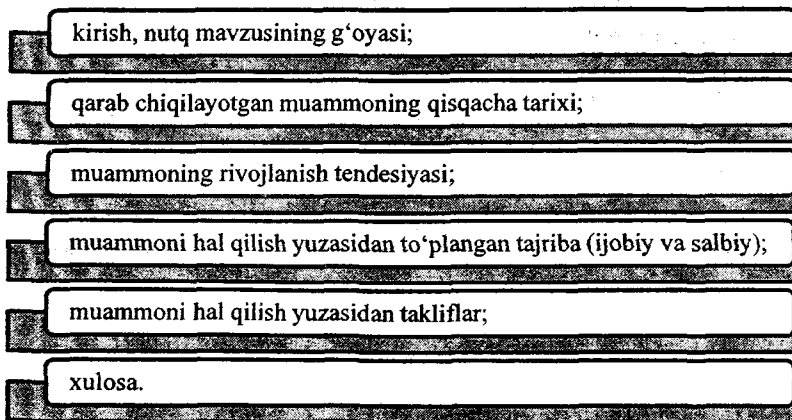 kirish, nutq mavzusining g‘oyasi;
qarab chiqilayotgan muammoning qisqacha tarixi;
muammoning rivojlanish tendesiyasi;
muammoni hal qilish yuzasidan to‘plangan tajriba (ijobiy va salbiy);
muammoni hal qilish yuzasidan takliflar;
xulosa.